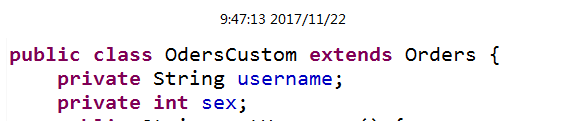 9:47:13 2017/11/22
public class OdersCustom extends Orders {
private String username;
private int sex;